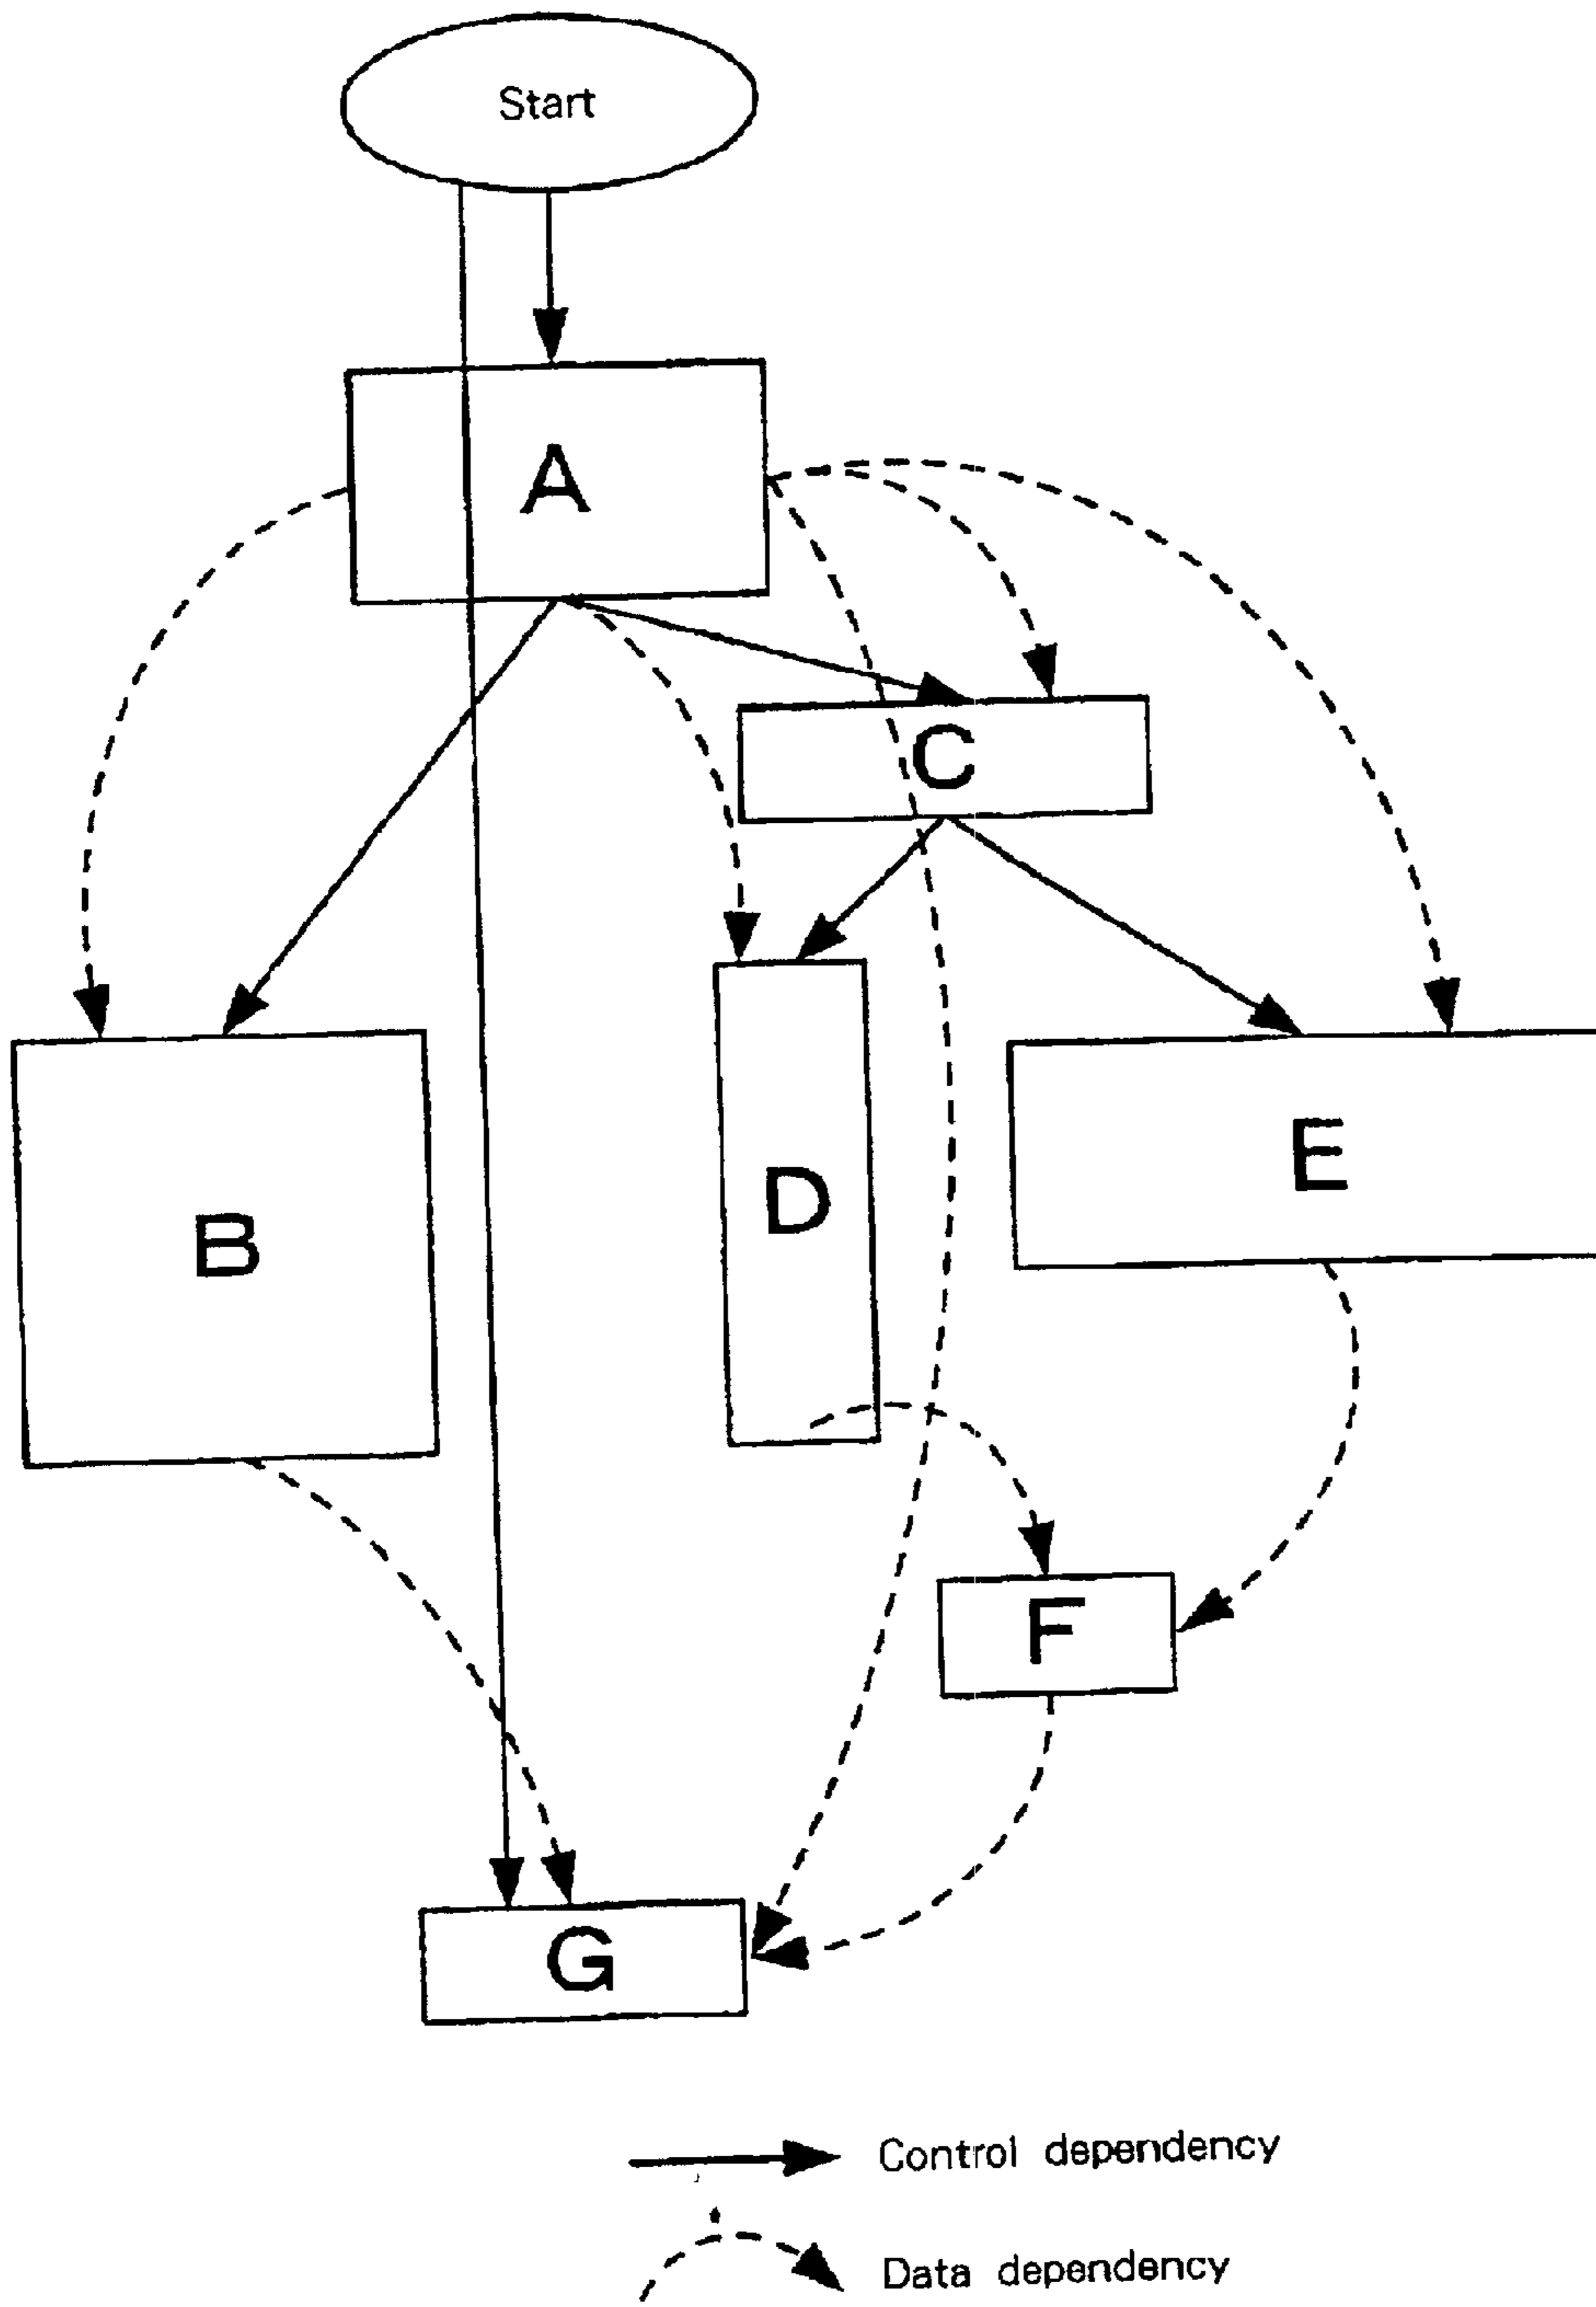 Start
A
C
B
D
E
F
G
Control dependency
Data dependency